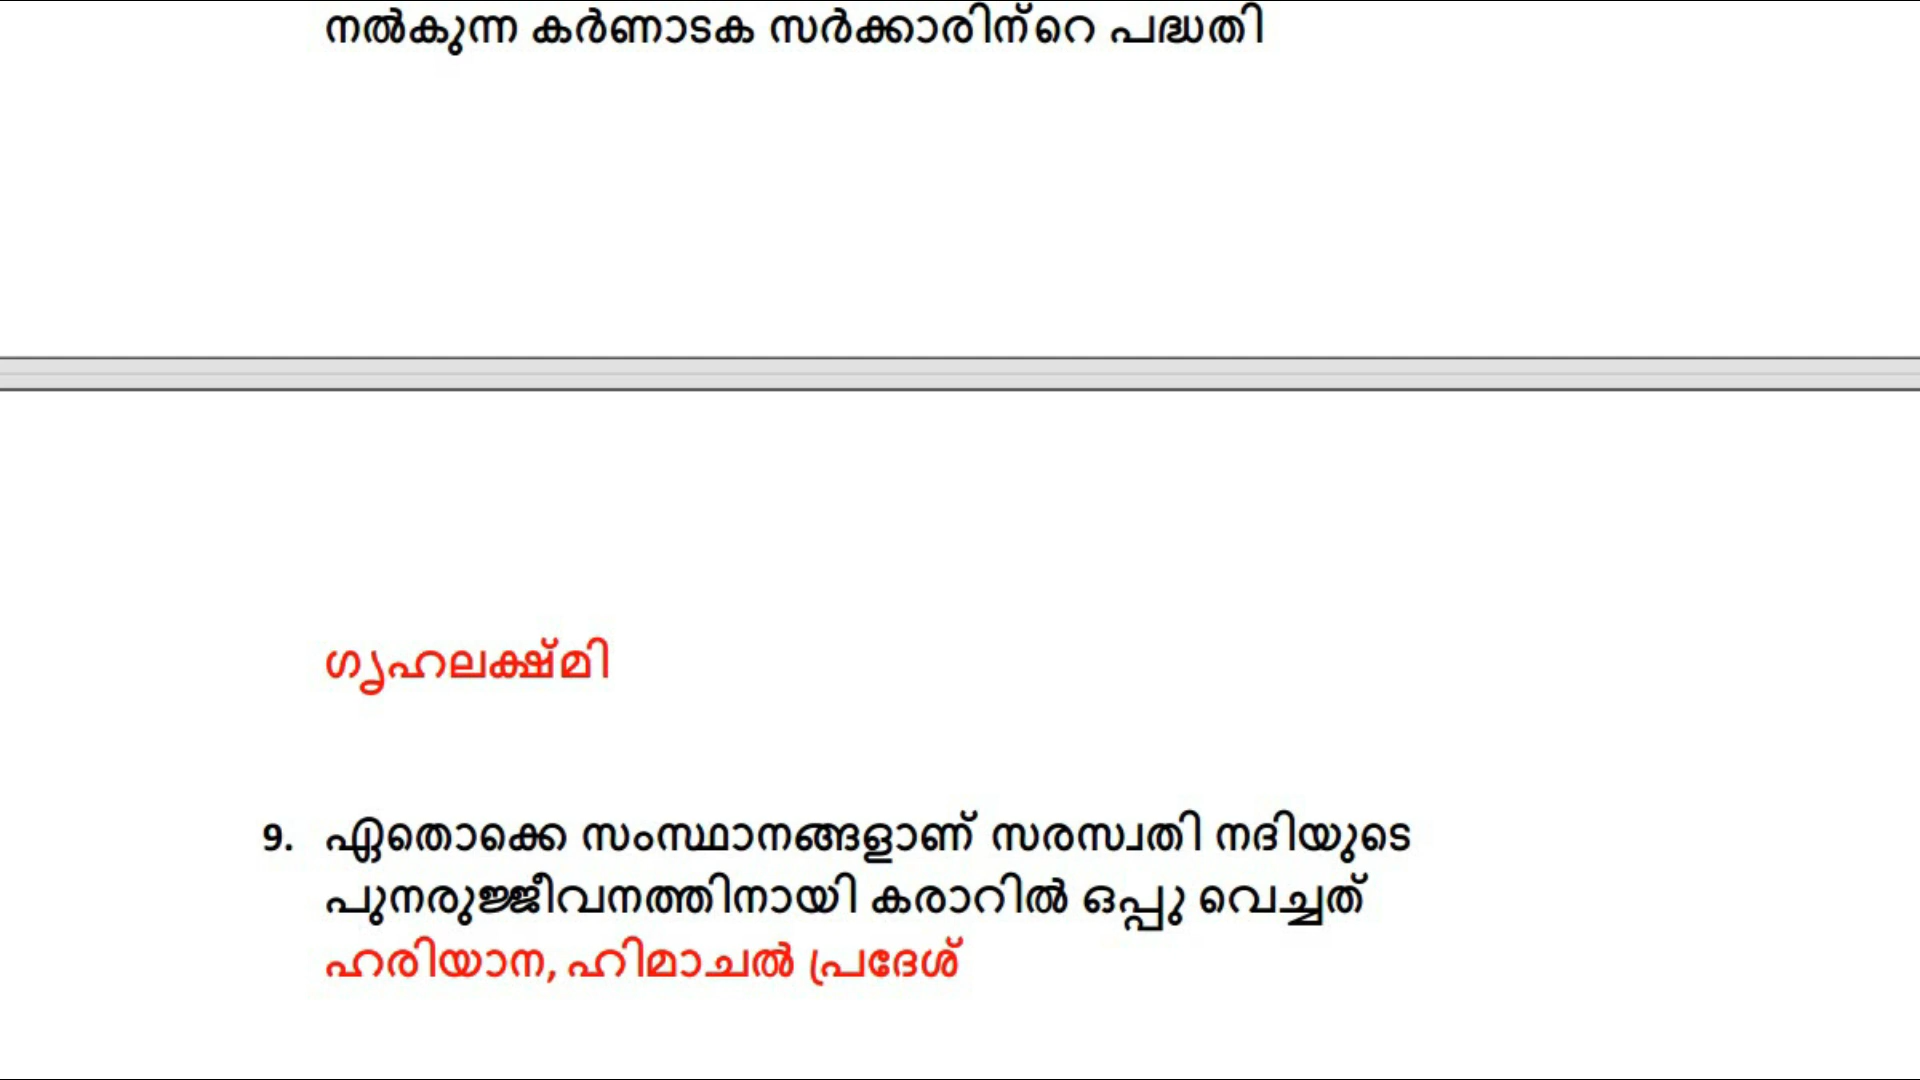 നൽകുന്ന കർണാടക സർക്കാരിന്റെ പദ്ധതി
ഗൃഹലക്ഷ്മി
9. ഏതൊക്കെ സംസ്ഥാനങ്ങളാണ് സരസ്വതി നദിയുടെ
പുനരുജ്ജീവനത്തിനായി കരാറിൽ ഒപ്പു വെച്ചത്
ഹരിയാന, ഹിമാചൽ പ്രദേശ്